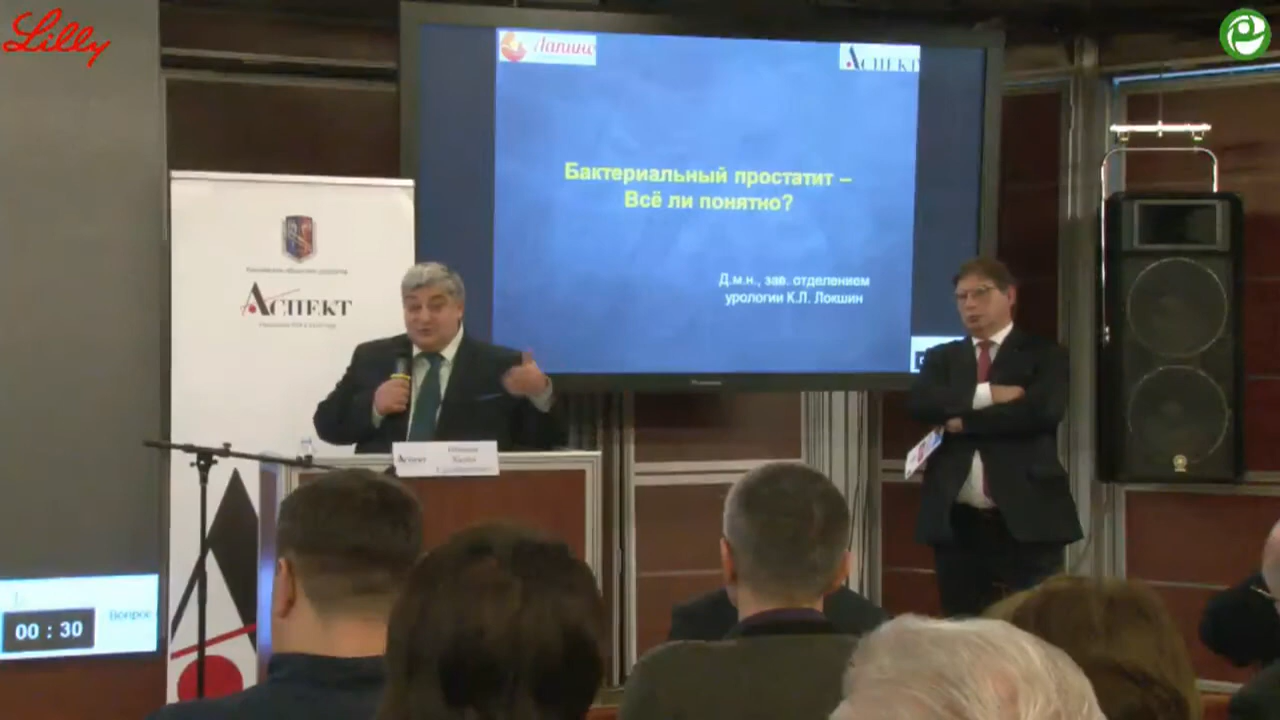 Lilly
Лапино
АСПЕКТ
Бактериальный простатит –
Всё ли понятно?
Д.м.н., зав. отделением
урологии К.Л. Локшин
АСПЕКТ
00 : 30
Вопрос